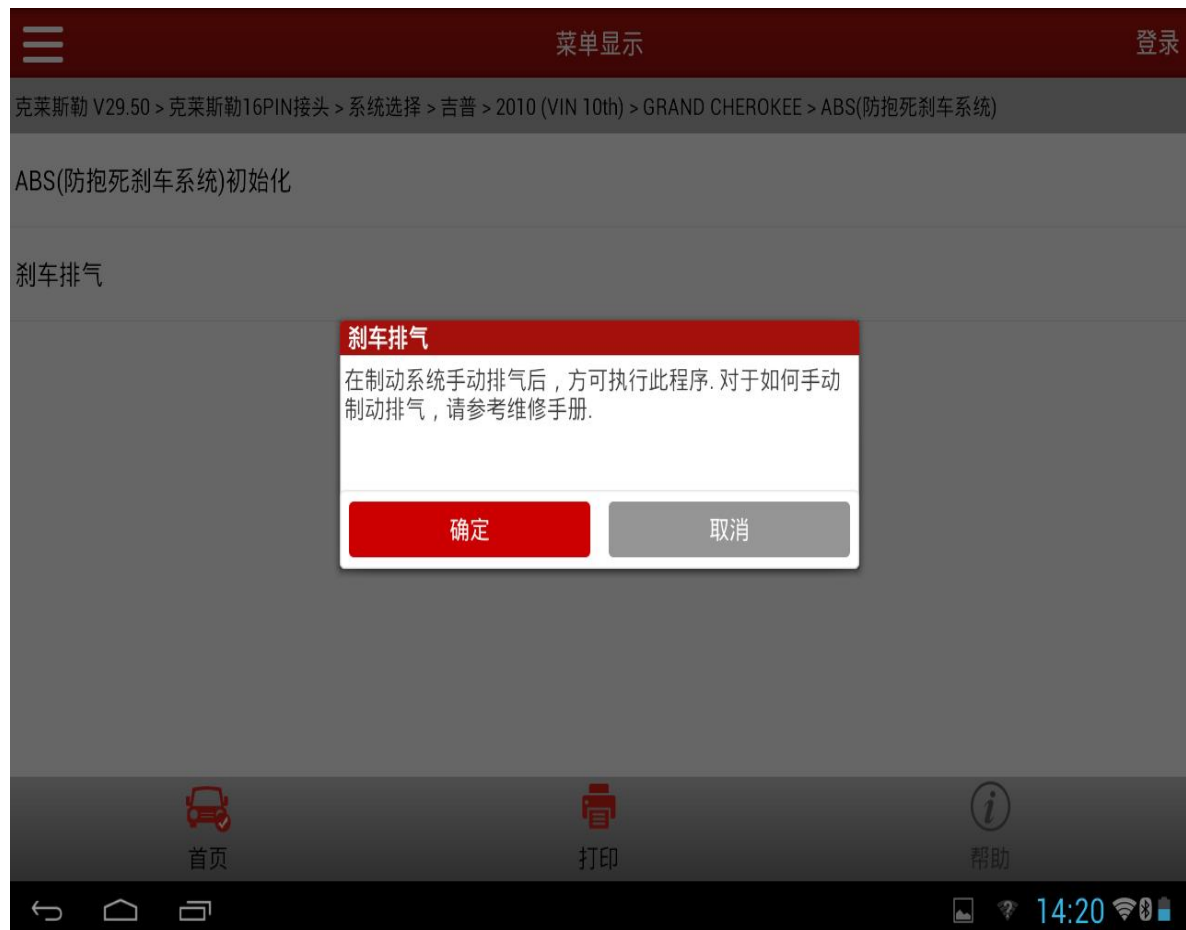 菜单显示
登录
克莱斯勒 V29.50 > 克莱斯勒16PIN接头 > 系统选择 > 吉普 > 2010 (VIN 10th) > GRAND CHEROKEE > ABS(防抱死刹车系统)
ABS(防抱死刹车系统)初始化
刹车排气
刹车排气
在制动系统手动排气后，方可执行此程序. 对于如何手动
制动排气，请参考维修手册.
确定
取消
首页
打印
帮助
14:20